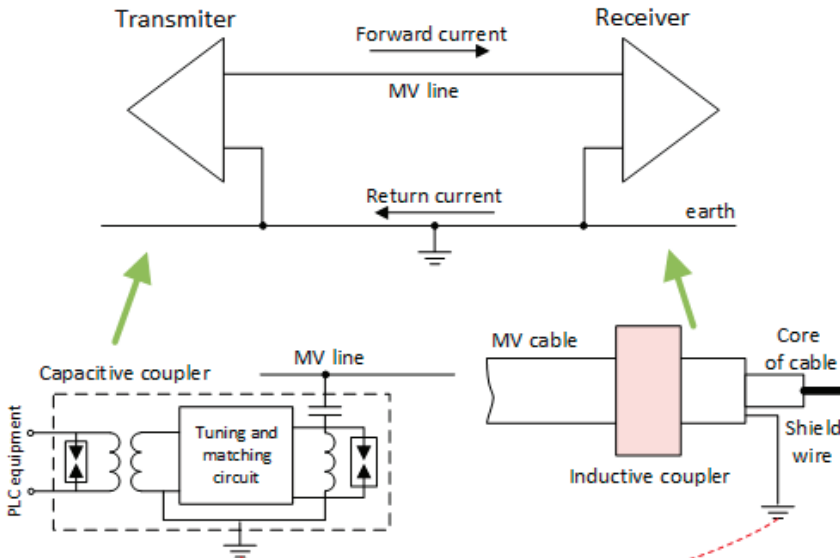 Transmiter
Receiver
Forward current
MV line
Return current
earth
MV line
Capacitive coupler
PLC equipment
Tuning and
matching
circuit
MV cable
Core
of cable
Shield
wire
Inductive coupler